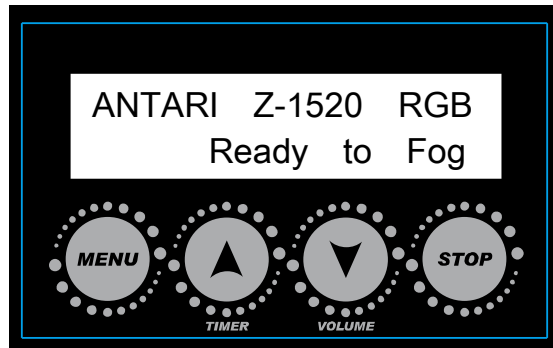 ANTARI Z-1520 RGB
Ready to Fog
MENU STOP
TIMER VOLUME